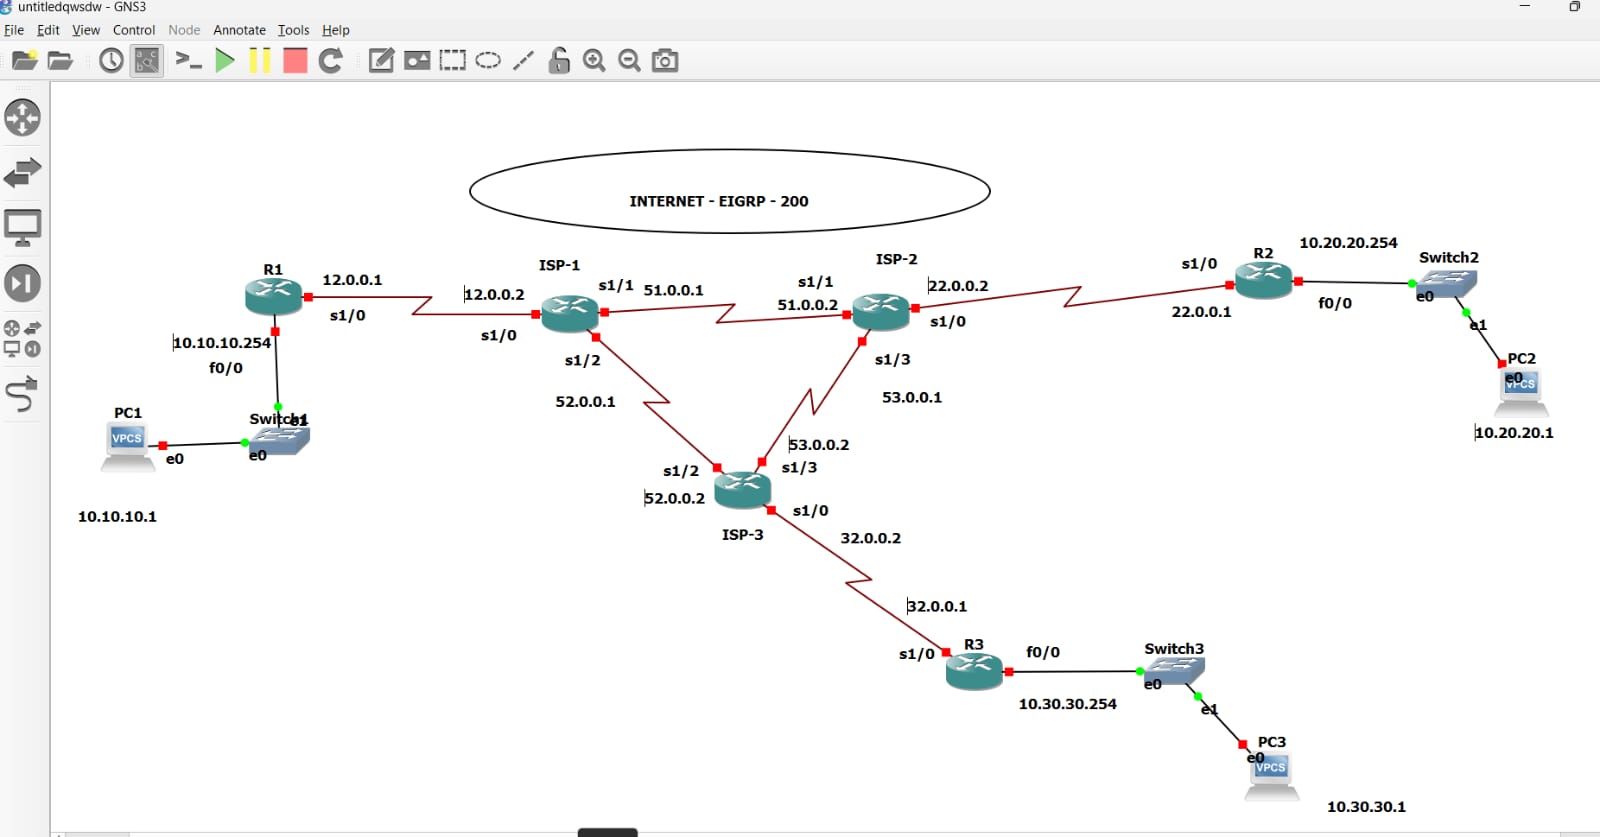 untitledqwsdw - GNS3
File Edit View Control Node Annotate Tools Help
INTERNET - EIGRP - 200
R1
12.0.0.1
s1/0
10.10.10.254
f0/0
PC1
VPCS
e0
Switch1
e1
e0
10.10.10.1
ISP-1
12.0.0.2
s1/0
s1/1
51.0.0.1
s1/2
52.0.0.1
ISP-2
s1/1
51.0.0.2
22.0.0.2
s1/0
s1/3
53.0.0.1
53.0.0.2
s1/3
s1/2
52.0.0.2
s1/0
ISP-3
32.0.0.2
32.0.0.1
s1/0
R3
f0/0
10.30.30.254
Switch3
e0
e1
PC3
e0
VPCS
10.30.30.1
s1/0
R2
22.0.0.1
10.20.20.254
f0/0
Switch2
e0
e1
PC2
e0
VPCS
10.20.20.1